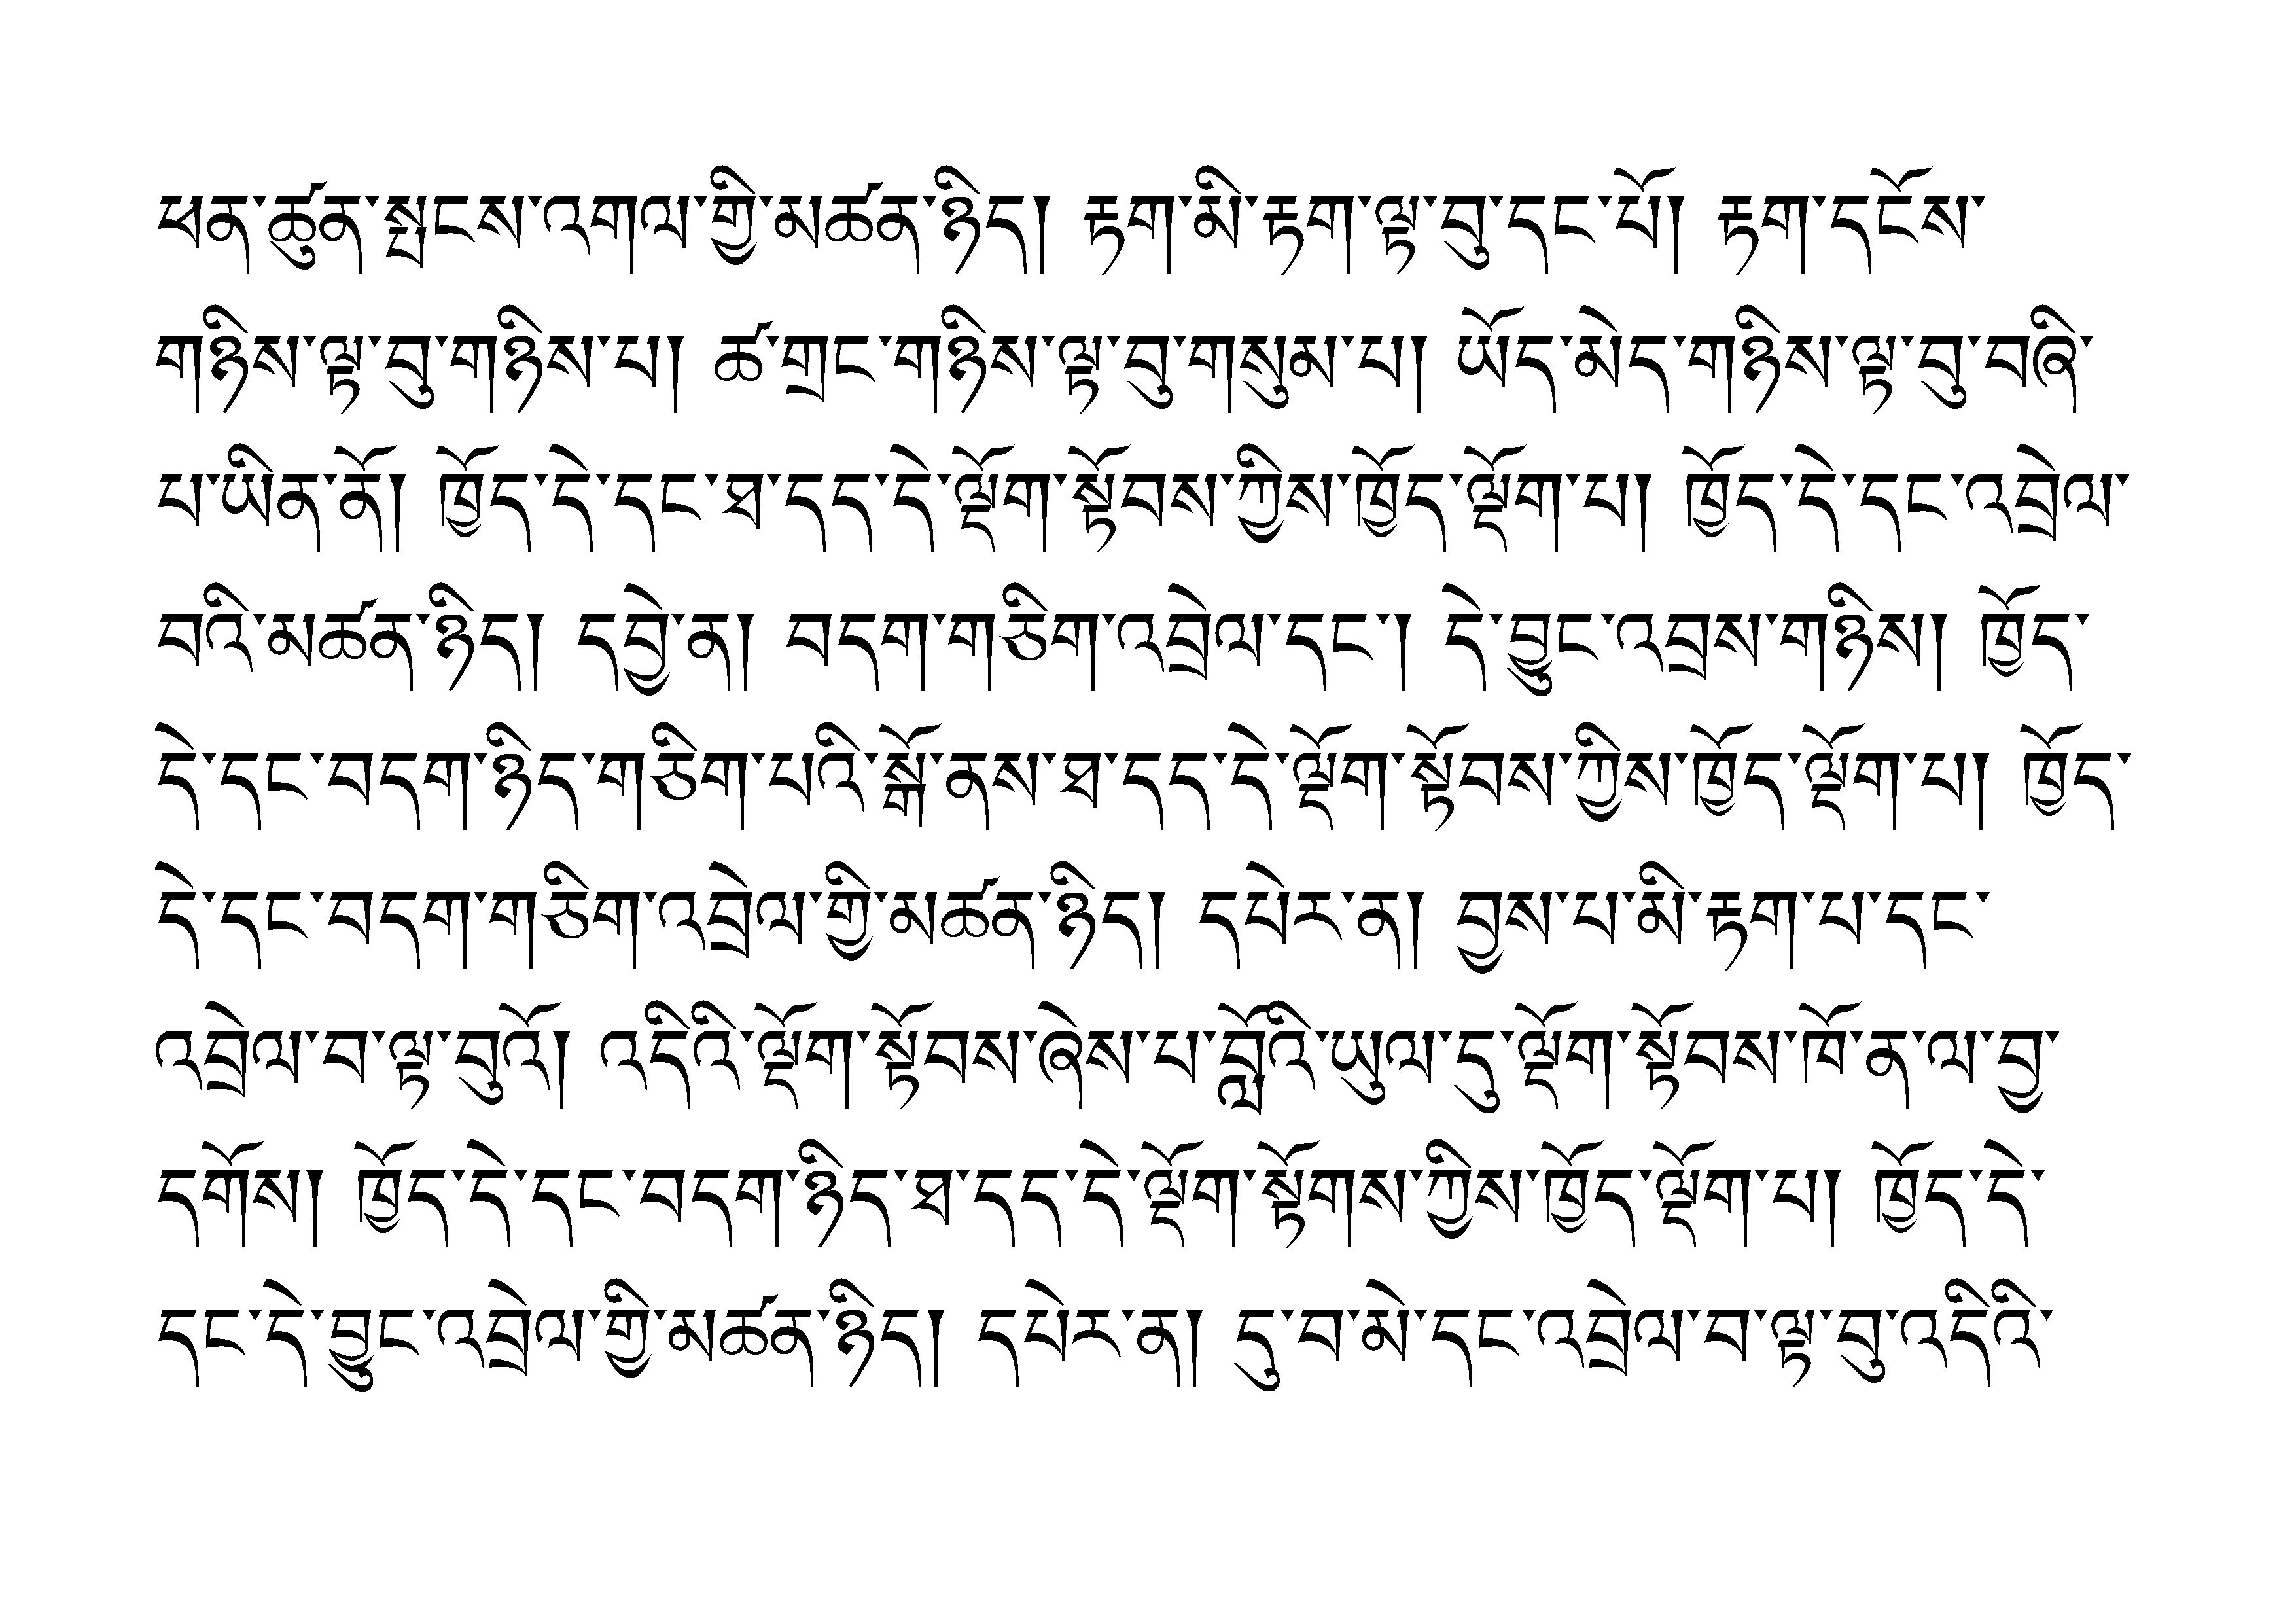 ཕན་ཚུན་སྤངས་འགལ་གྱི་མཚན་ཉིད། རྟག་མི་རྟག་ལྟ་བུ་དང་པོ། རྟག་དངོས་
གཉིས་ལྟ་བུ་གཉིས་པ། ཚ་གྲང་གཉིས་ལྟ་བུ་གསུམ་པ། ཡོད་མེད་གཉིས་ལྟ་བུ་བཞི་
པ་ཡིན་ནོ། ཁྱོད་དེ་དང་ཐ་དད་དེ་ལྡོག་སྟོབས་ཀྱིས་ཁྱོད་ལྡོག་པ། ཁྱོད་དེ་དང་འབྲེལ་
བའི་མཚན་ཉིད། དབྱེ་ན། བདག་གཅིག་འབྲེལ་དང་། དེ་བྱུང་འབྲས་གཉིས། ཁྱོད་
དེ་དང་བདག་ཉིད་གཅིག་པའི་སྒོ་ནས་ཐ་དད་དེ་ལྡོག་སྟོབས་ཀྱིས་ཁྱོད་ལྡོག་པ། ཁྱོད་
དེ་དང་བདག་གཅིག་འབྲེལ་གྱི་མཚན་ཉིད། དཔེར་ན། བྱས་པ་མི་རྟག་པ་དང་
འབྲེལ་བ་ལྟ་བུའོ། འདིའི་ལྡོག་སྟོབས་ཞེས་པ་བློའི་ཡུལ་དུ་ལྡོག་སྟོབས་ཁོ་ན་ལ་བྱ་
དགོས། ཁྱོད་དེ་དང་བདག་ཉིད་ཐ་དད་དེ་ལྡོག་སྟོགས་ཀྱིས་ཁྱོད་ལྡོག་པ། ཁྱོད་དེ་
དང་དེ་བྱུང་འབྲེལ་གྱི་མཚན་ཉིད། དཔེར་ན། དུ་བ་མེ་དང་འབྲེལ་བ་ལྟ་བུ་འདིའི་